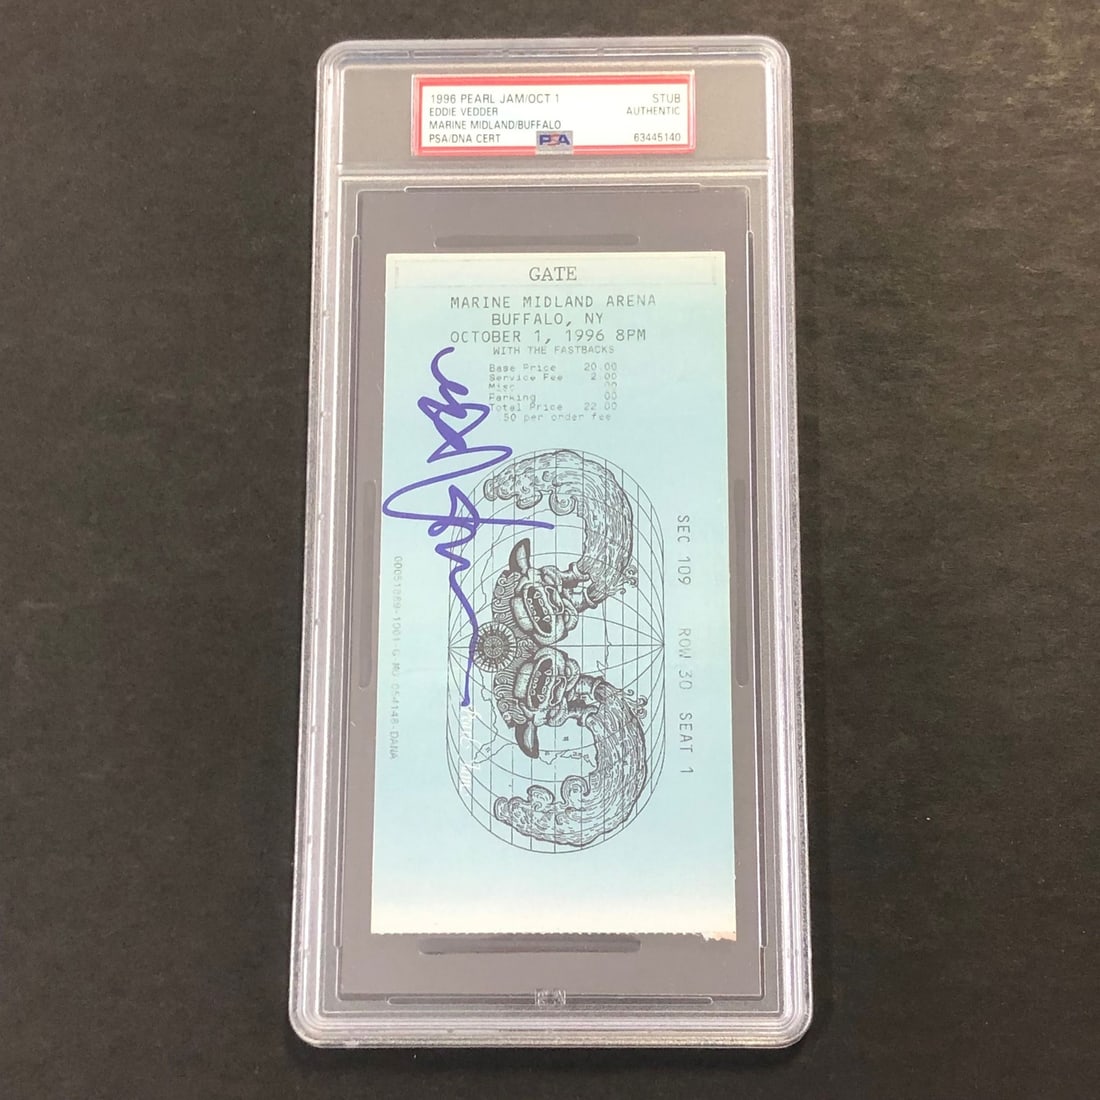 1996 PEARL JAM/OCT 1 STUB
EDDIE VEDDER AUTHENTIC
MARINE MIDLAND/BUFFALO
PSA/DNA CERT PSA 63445140
GATE
MARINE MIDLAND ARENA
BUFFALO, NY
OCTOBER 1, 1996 8PM
WITH THE FASTBACKS
Base Price 20.00
Service Fee 2.00
Misc .00
Parking .00
Total Price 22.00
.50 per order fee
SEC 109 ROW 30 SEAT 1